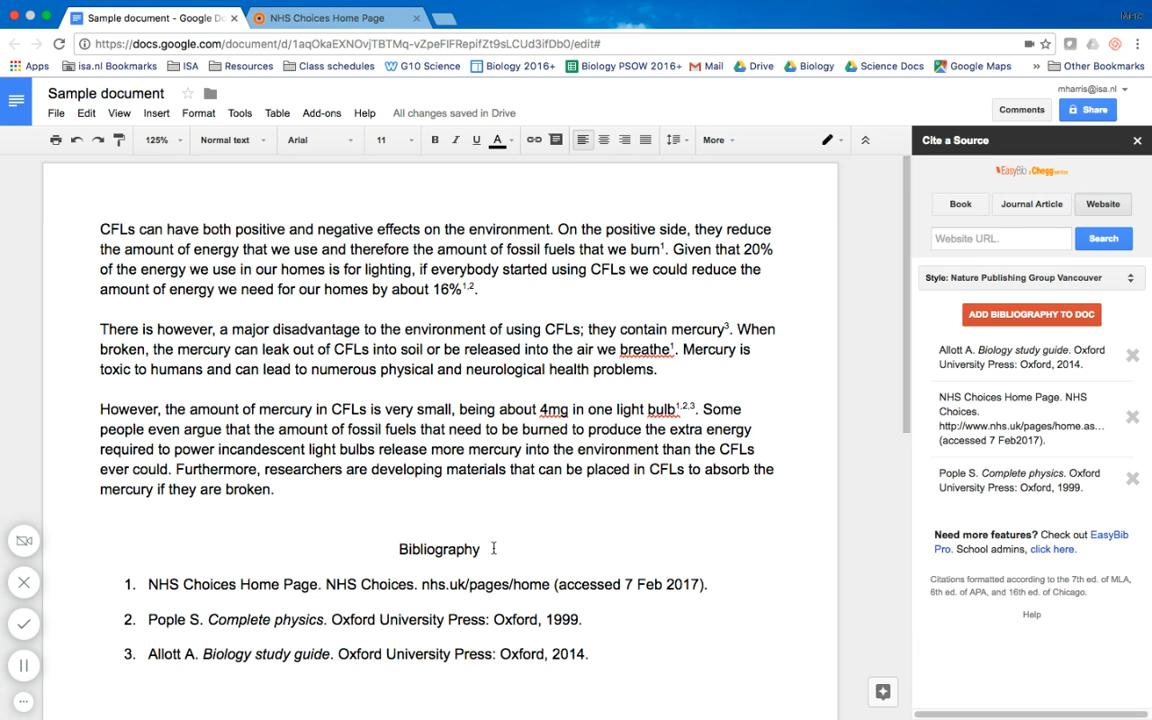 Sample document - Google Do
NHS Choices Home Page
https://docs.google.com/document/d/1aqOkaEXNOvjTBTMq-vZpeFIFRepifZt9sLCUd3ifDb0/edit#
Apps
isa.nl Bookmarks
ISA
Resources
Class schedules
G10 Science
Biology 2016+
Biology PSOW 2016+
Mail
Drive
Biology
Science Docs
Google Maps
»
Other Bookmarks
Sample document
mharris@isa.nl
File Edit View Insert Format Tools Table Add-ons Help All changes saved in Drive
Comments
Share
125% Normal text Arial 11 B I U A More
Cite a Source
EasyBib a Chegg service
Book
Journal Article
Website
Website URL.
Search
Style: Nature Publishing Group Vancouver
ADD BIBLIOGRAPHY TO DOC
Allott A. Biology study guide. Oxford
University Press: Oxford, 2014.
NHS Choices Home Page. NHS
Choices.
http://www.nhs.uk/pages/home.as...
(accessed 7 Feb2017).
Pople S. Complete physics. Oxford
University Press: Oxford, 1999.
Need more features? Check out EasyBib
Pro. School admins, click here.
Citations formatted according to the 7th ed. of MLA,
6th ed. of APA, and 16th ed. of Chicago.
Help
CFLs can have both positive and negative effects on the environment. On the positive side, they reduce
the amount of energy that we use and therefore the amount of fossil fuels that we burn¹. Given that 20%
of the energy we use in our homes is for lighting, if everybody started using CFLs we could reduce the
amount of energy we need for our homes by about 16%¹,².
There is however, a major disadvantage to the environment of using CFLs; they contain mercury³. When
broken, the mercury can leak out of CFLs into soil or be released into the air we breathe¹. Mercury is
toxic to humans and can lead to numerous physical and neurological health problems.
However, the amount of mercury in CFLs is very small, being about 4mg in one light bulb¹,²,³. Some
people even argue that the amount of fossil fuels that need to be burned to produce the extra energy
required to power incandescent light bulbs release more mercury into the environment than the CFLs
ever could. Furthermore, researchers are developing materials that can be placed in CFLs to absorb the
mercury if they are broken.
Bibliography
1. NHS Choices Home Page. NHS Choices. nhs.uk/pages/home (accessed 7 Feb 2017).
2. Pople S. Complete physics. Oxford University Press: Oxford, 1999.
3. Allott A. Biology study guide. Oxford University Press: Oxford, 2014.